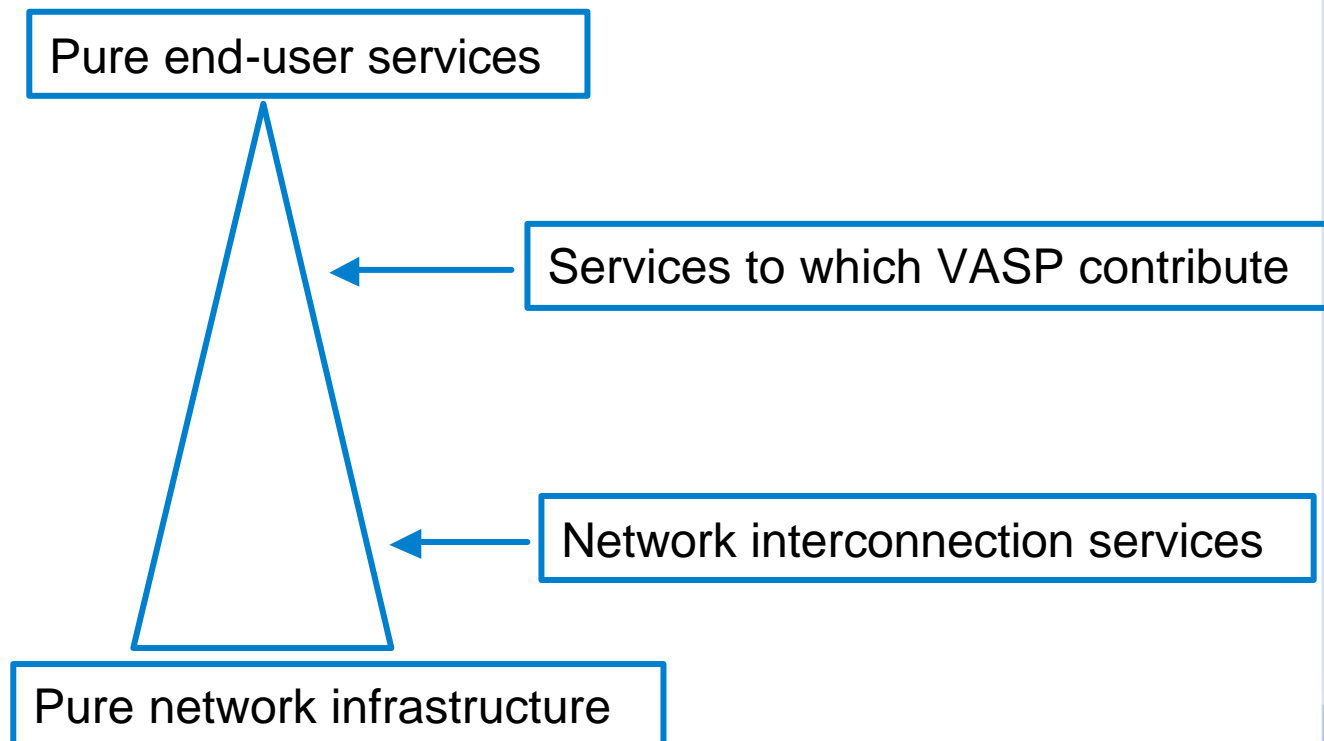 Pure end-user services
Services to which VASP contribute
Network interconnection services
Pure network infrastructure